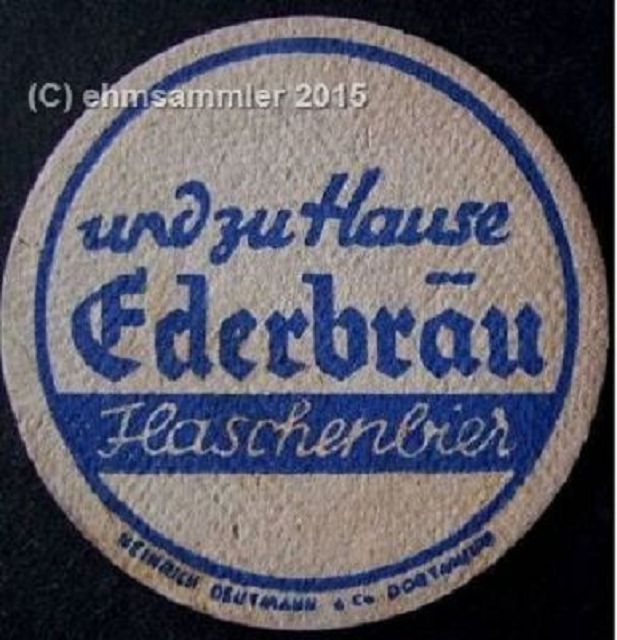 (C) ehmsammler 2015
und zu Hause
Ederbräu
Flaschenbier
HEINRICH DEUTMANN & Co. DORTMUND